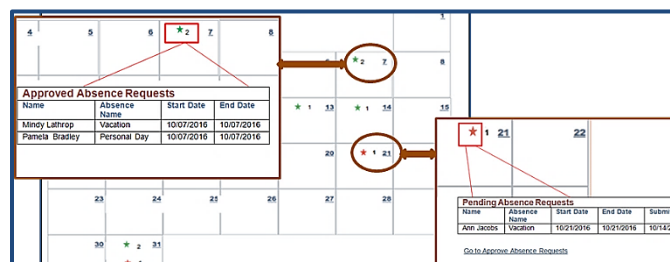 1
4 5 6 2 7 8
6 2 7 8
Approved Absence Requests
Name Absence Name Start Date End Date
Mindy Lathrop Vacation 10/07/2016 10/07/2016
Pamela Bradley Personal Day 10/07/2016 10/07/2016
1 13 1 14 15
20 1 21
1 21 22
23 24 25 26 27 28
Pending Absence Requests
Name Absence Name Start Date End Date
Ann Jacobs Vacation 10/21/2016 10/21/2016
Go to Approve Absence Requests
30 2 31